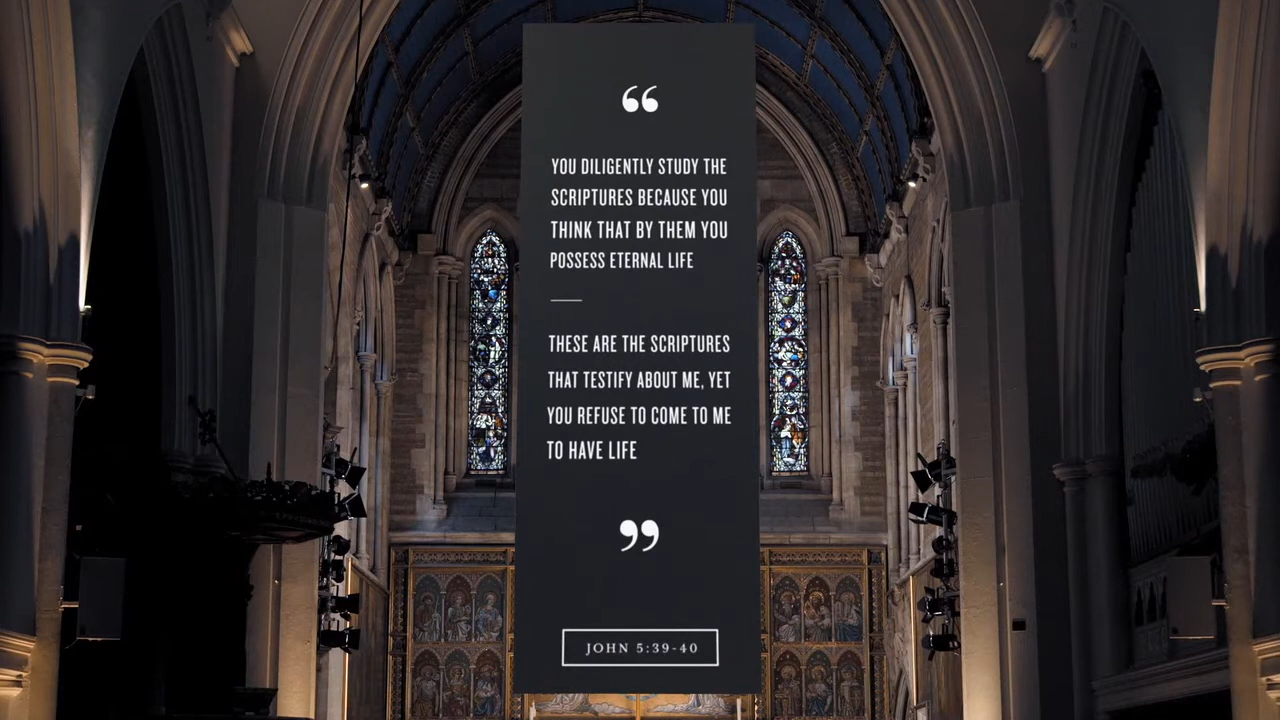 “
YOU DILIGENTLY STUDY THE
SCRIPTURES BECAUSE YOU
THINK THAT BY THEM YOU
POSSESS ETERNAL LIFE
THESE ARE THE SCRIPTURES
THAT TESTIFY ABOUT ME, YET
YOU REFUSE TO COME TO ME
TO HAVE LIFE
”
JOHN 5:39-40